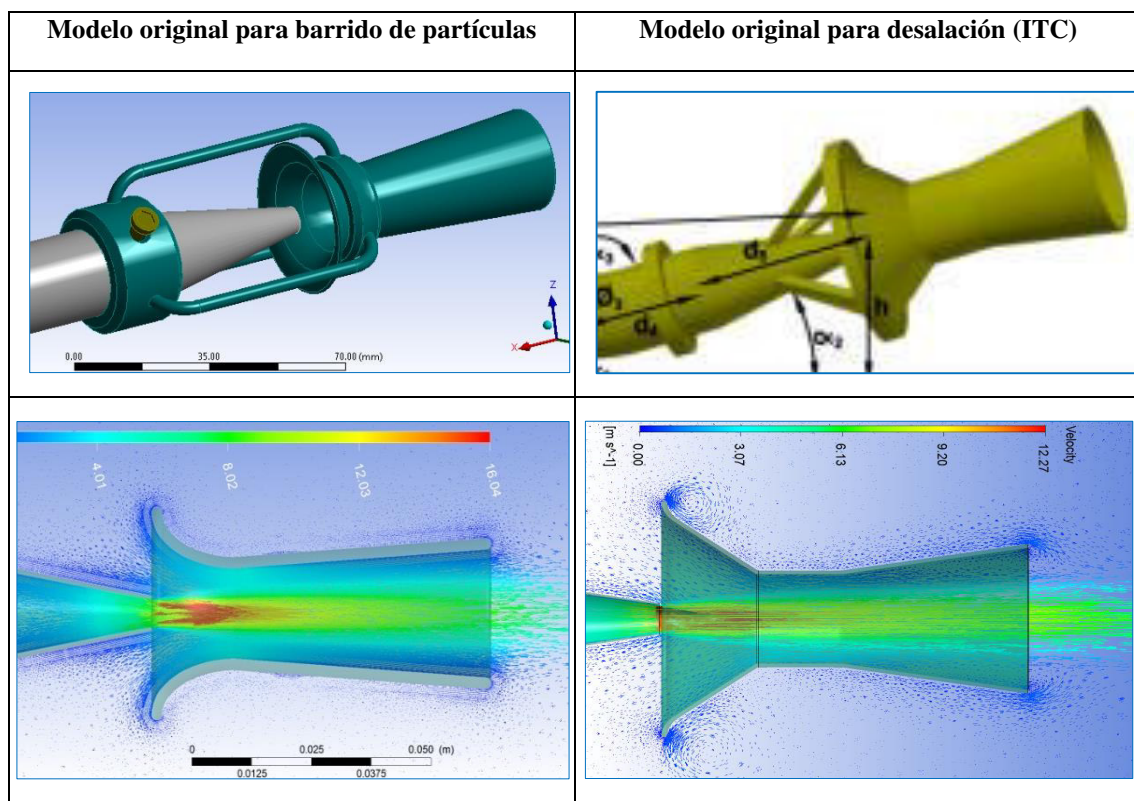 Modelo original para barrido de partículas
Modelo original para desalación (ITC)
Z
X
0.00
35.00
70.00 (mm)
d₄
h
α₂
4.01
8.02
12.03
16.04
0
0.025
0.050 (m)
0.0125
0.0375
Velocity
[m s^-1]
0.00
3.07
6.13
9.20
12.27